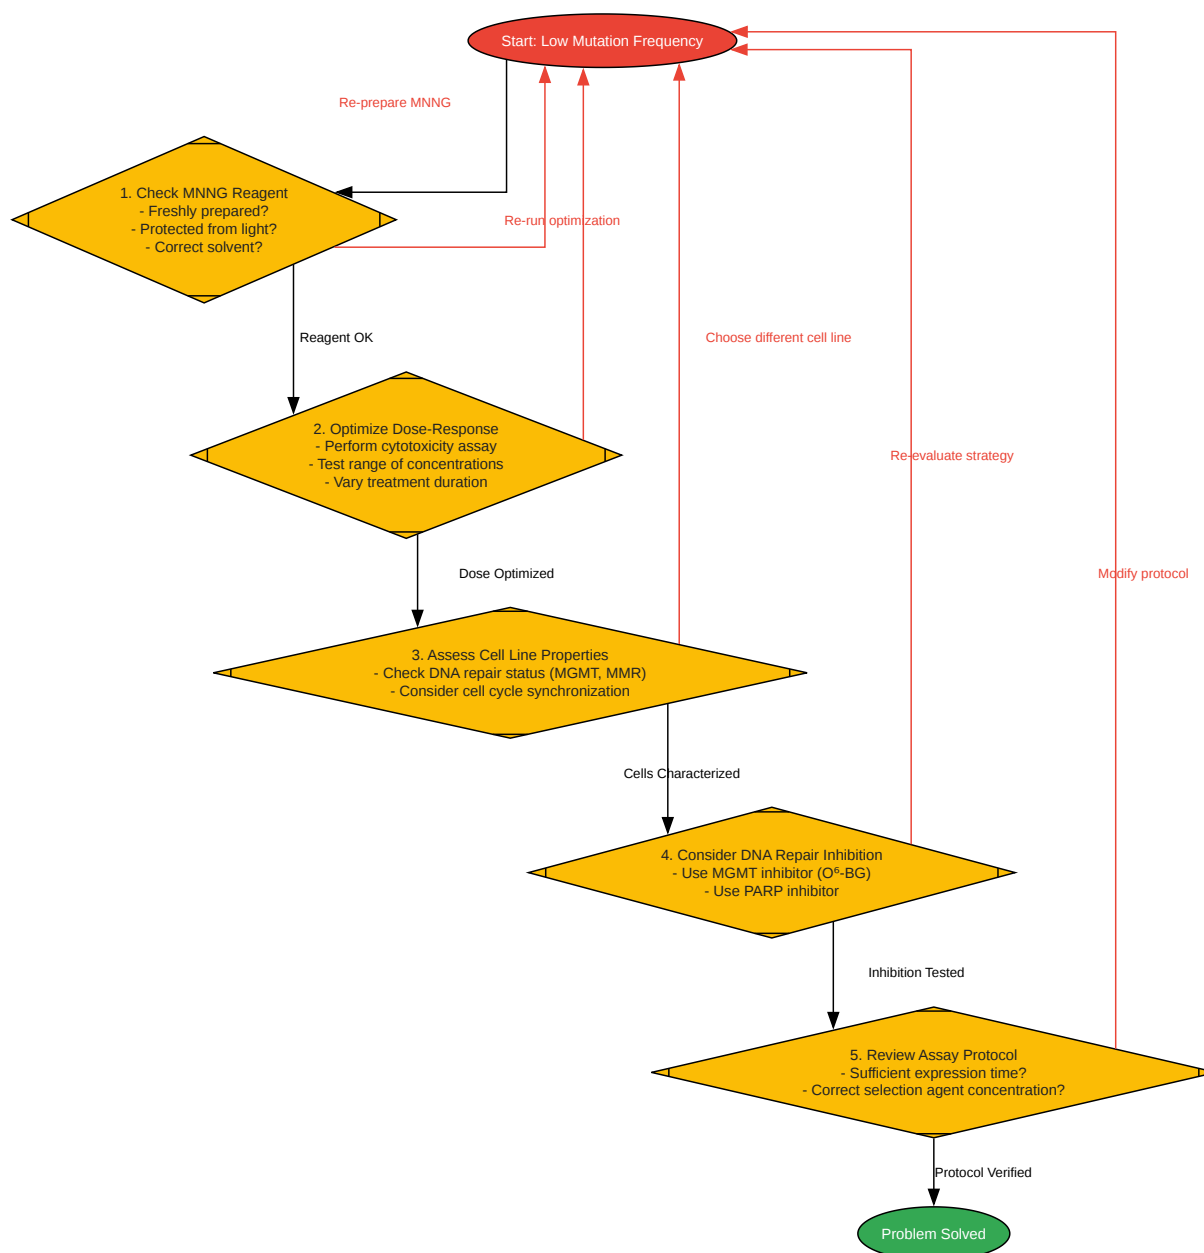 Start: Low Mutation Frequency
Re-prepare MNNG
1. Check MNNG Reagent
- Freshly prepared?
- Protected from light?
- Correct solvent?
Re-run optimization
Reagent OK
Choose different cell line
2. Optimize Dose-Response
- Perform cytotoxicity assay
- Test range of concentrations
- Vary treatment duration
Re-evaluate strategy
Dose Optimized
Modify protocol
3. Assess Cell Line Properties
- Check DNA repair status (MGMT, MMR)
- Consider cell cycle synchronization
Cells Characterized
4. Consider DNA Repair Inhibition
- Use MGMT inhibitor (O⁶-BG)
- Use PARP inhibitor
Inhibition Tested
5. Review Assay Protocol
- Sufficient expression time?
- Correct selection agent concentration?
Protocol Verified
Problem Solved